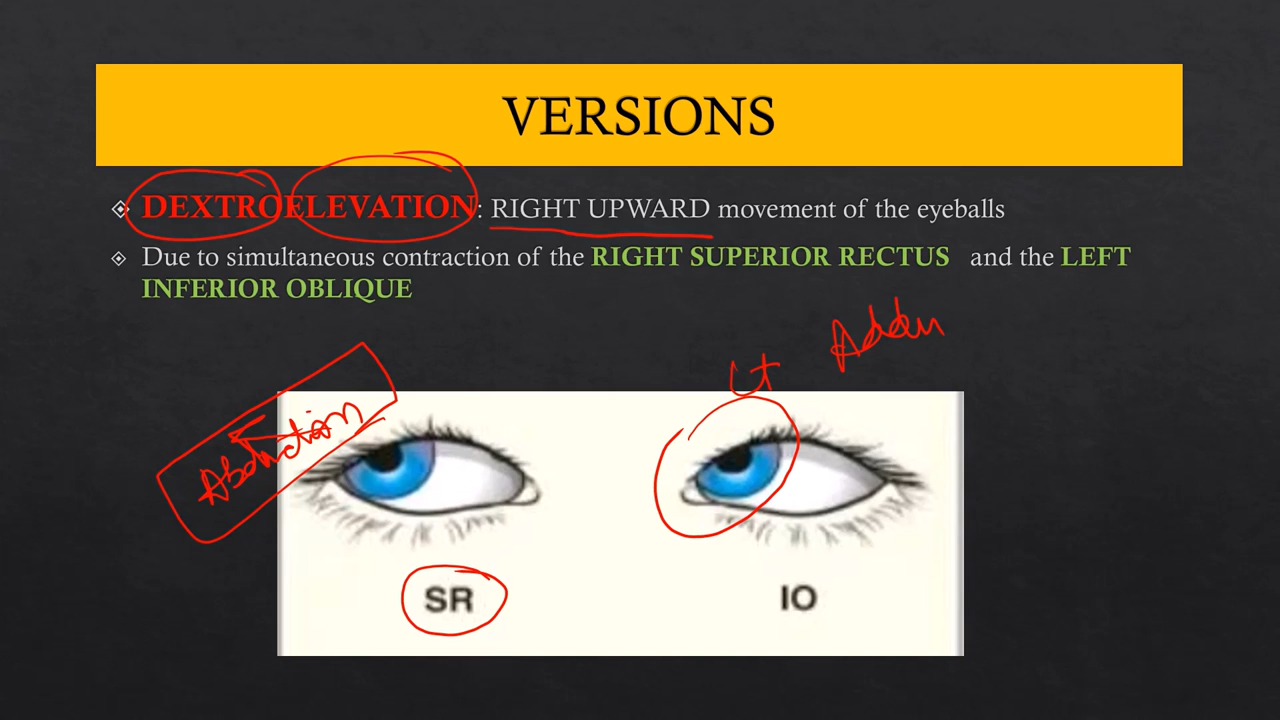 VERSIONS
DEXTROELEVATION: RIGHT UPWARD movement of the eyeballs
Due to simultaneous contraction of the RIGHT SUPERIOR RECTUS and the LEFT
INFERIOR OBLIQUE
Lt Addu
Abduction
SR IO